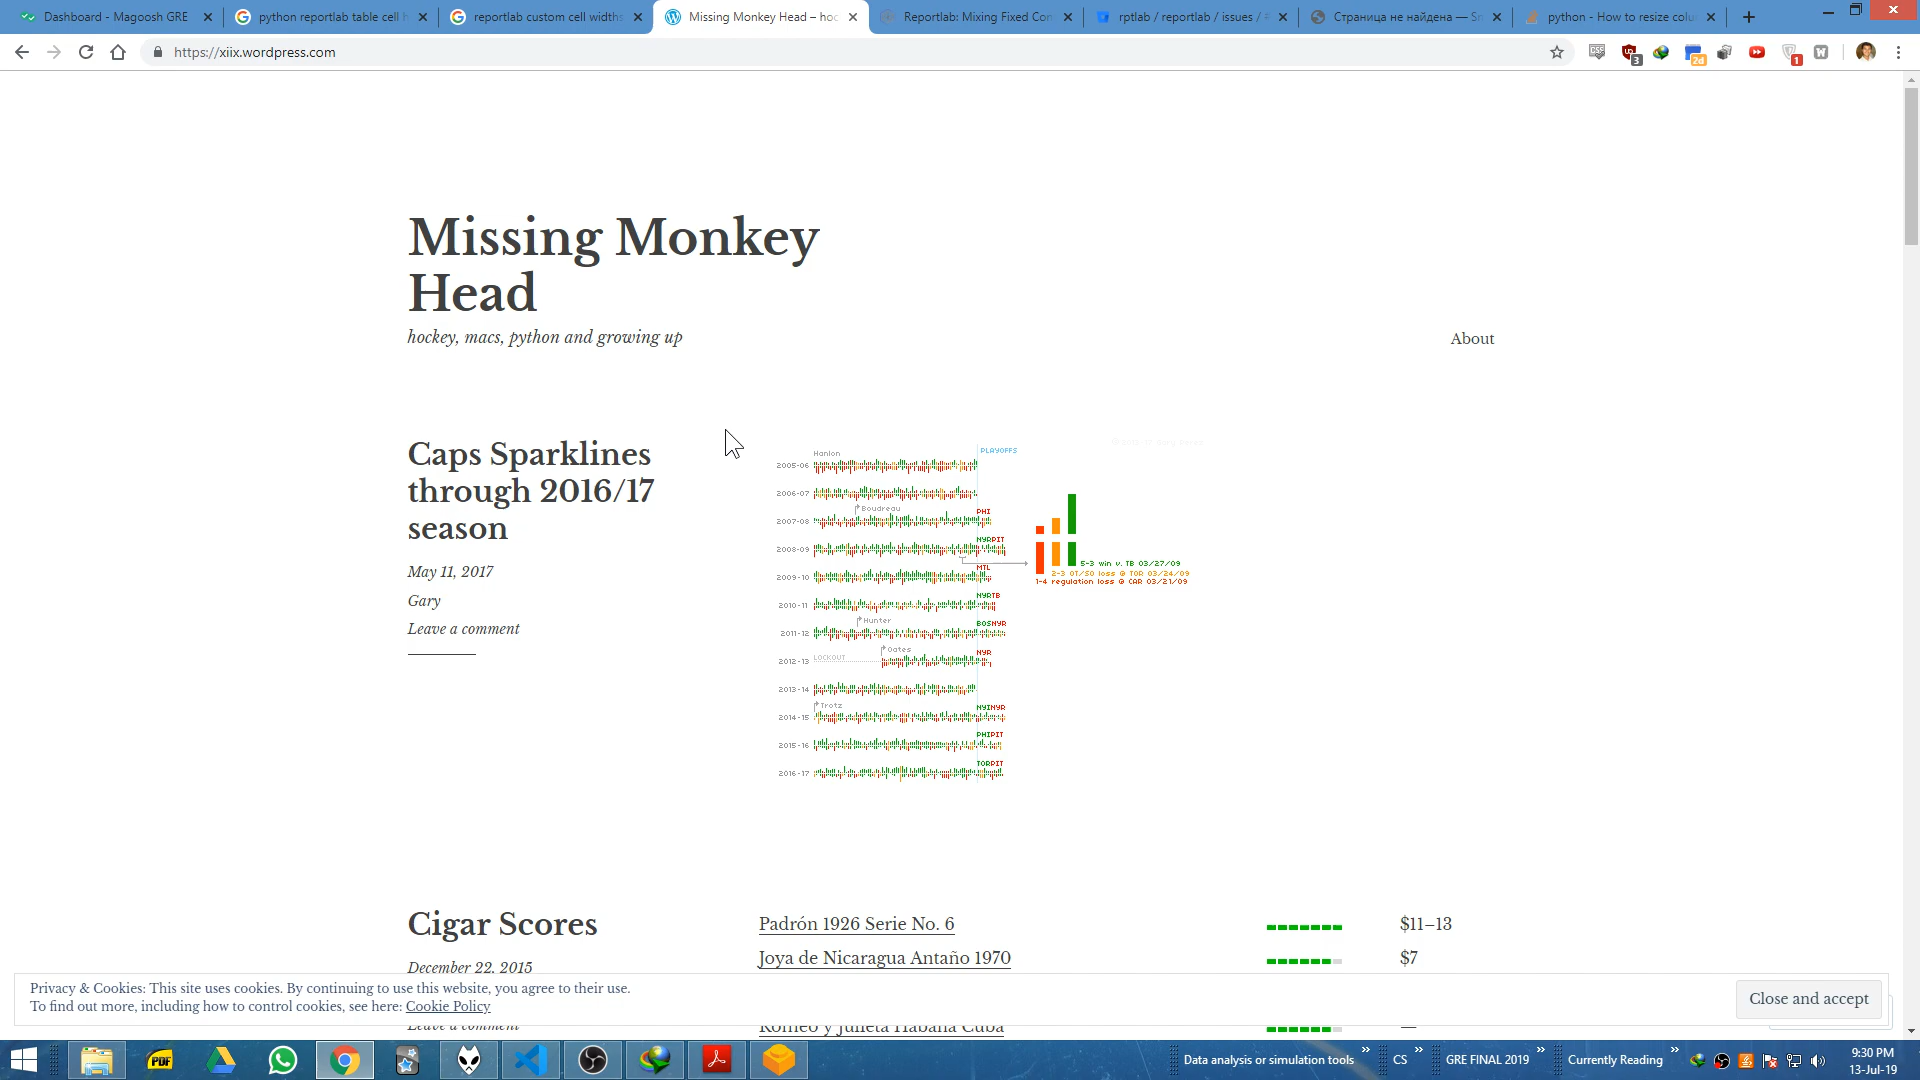 Dashboard - Magoosh GRE
python reportlab table cell h
reportlab custom cell widths
Missing Monkey Head – hoc
Reportlab: Mixing Fixed Con
rptlab / reportlab / issues / #
Страница не найдена — Sr
python - How to resize colu
https://xiix.wordpress.com
3
2d
1
Missing Monkey
Head
hockey, macs, python and growing up
About
Caps Sparklines
through 2016/17
season
May 11, 2017
Gary
Leave a comment
Hanlon
PLAYOFFS
2005-06
2006-07
Boudreau
PHI
2007-08
NYRPIT
2008-09
MTL
2009-10
NYRTB
2010-11
Hunter
BOSNYR
2011-12
Oates
NYR
LOCKOUT
2012-13
2013-14
Trotz
NYINYR
2014-15
PHIPIT
2015-16
TORPIT
2016-17
5-3 win v. TB 03/27/09
2-3 OT/SO loss @ TOR 03/24/09
1-4 regulation loss @ CAR 03/21/09
Cigar Scores
December 22, 2015
Leave a comment
Padrón 1926 Serie No. 6 $11–13
Joya de Nicaragua Antaño 1970 $7
Romeo y Julieta Habana Cuba —
Privacy & Cookies: This site uses cookies. By continuing to use this website, you agree to their use.
To find out more, including how to control cookies, see here: Cookie Policy
Close and accept
PDF
Data analysis or simulation tools
CS
GRE FINAL 2019
Currently Reading
9:30 PM
13-Jul-19